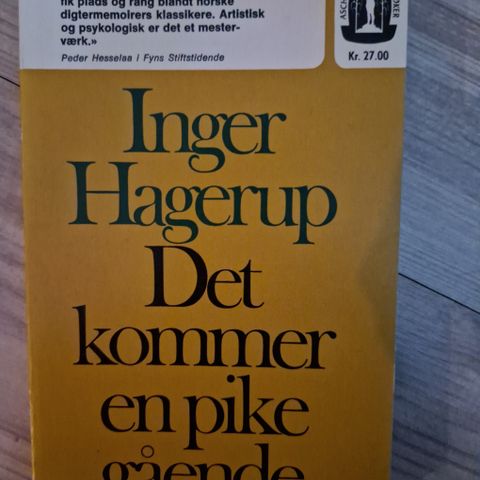 fik plads og rang blandt norske
digtermemoirers klassikere. Artistisk
og psykologisk er det et mester-
værk.»
Peder Hesselaa i Fyns Stiftstidende
Kr. 27.00
Inger
Hagerup
Det
kommer
en pike
gående